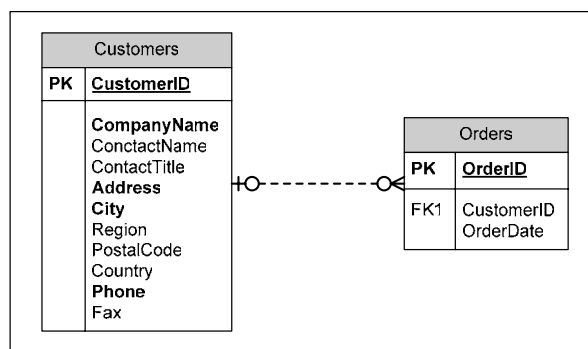 Customers
PK CustomerID
CompanyName
ConctactName
ContactTitle
Address
City
Region
PostalCode
Country
Phone
Fax
Orders
PK OrderID
FK1 CustomerID
OrderDate